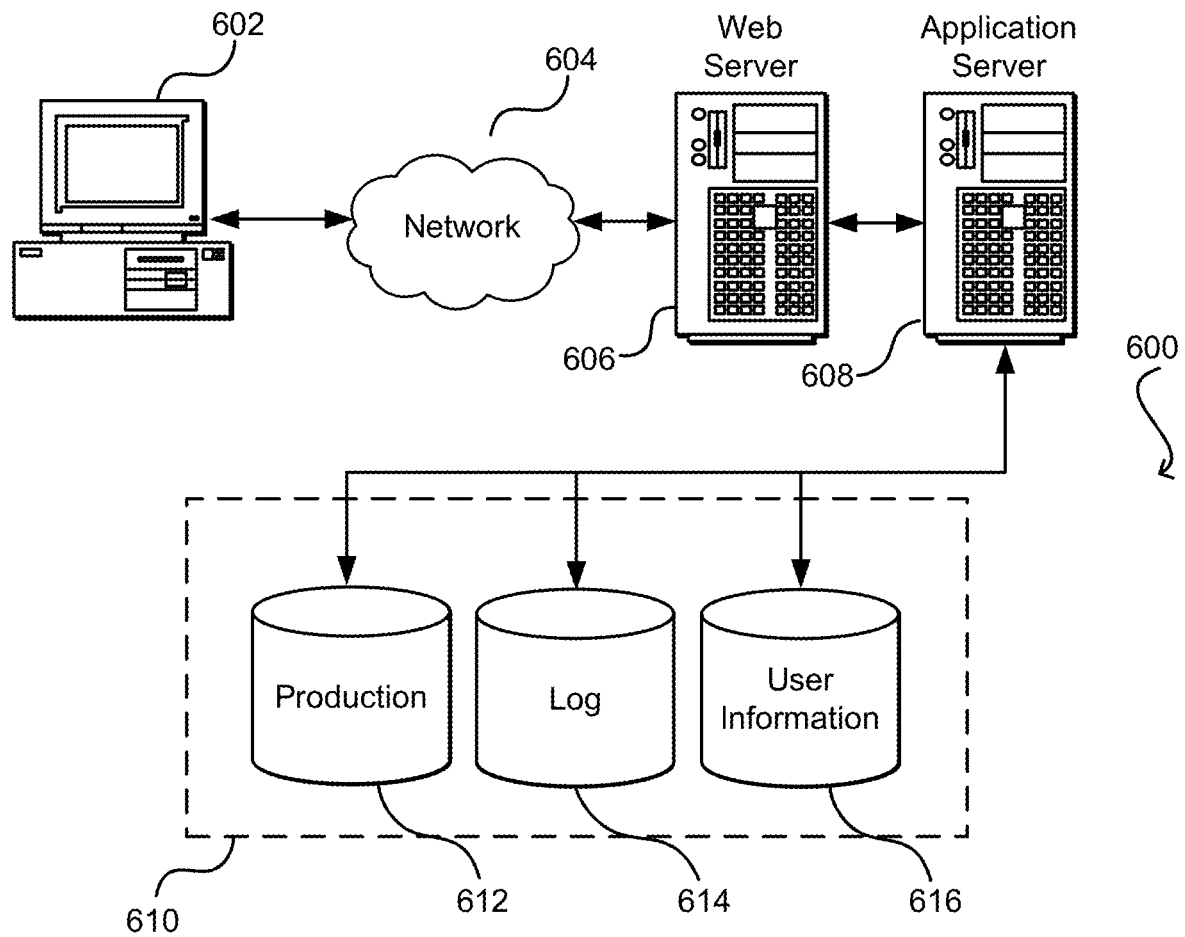 602
604
Web
Server
Application
Server
Network
606
608
600
Production
Log
User
Information
610
612
614
616